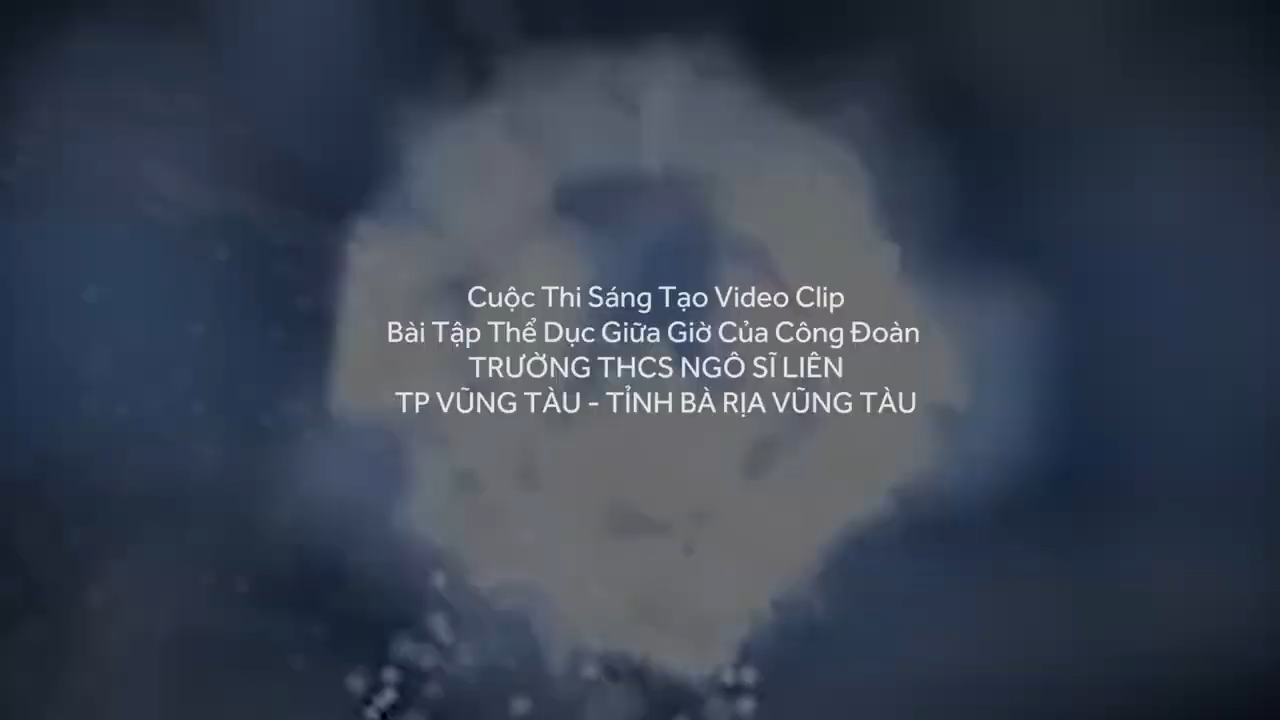 Cuộc Thi Sáng Tạo Video Clip
Bài Tập Thể Dục Giữa Giờ Của Công Đoàn
TRƯỜNG THCS NGÔ SĨ LIÊN
TP VŨNG TÀU - TỈNH BÀ RỊA VŨNG TÀU